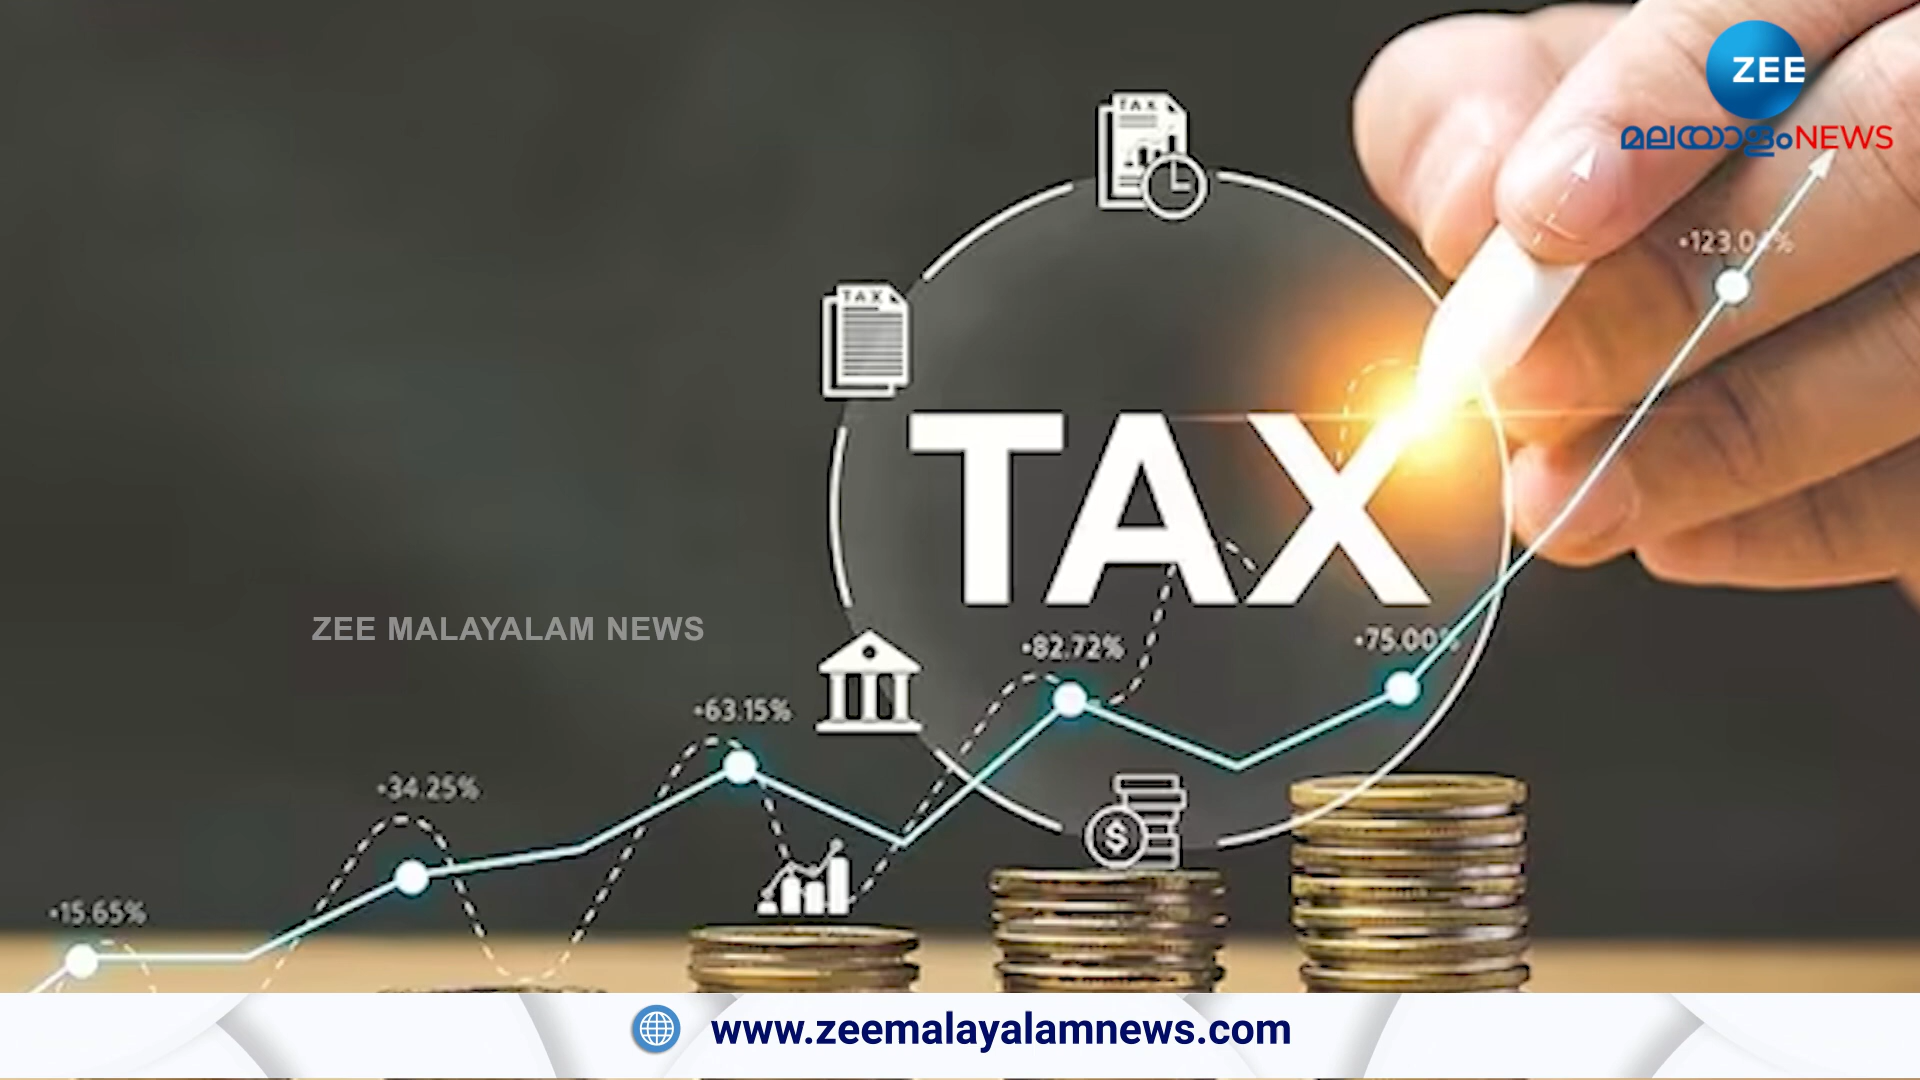 ZEE
മലയാളംNEWS
TAX
+123.04%
TAX
TAX
ZEE MALAYALAM NEWS
+82.72%
+75.00%
+63.15%
+34.25%
$
+15.65%
www.zeemalayalamnews.com